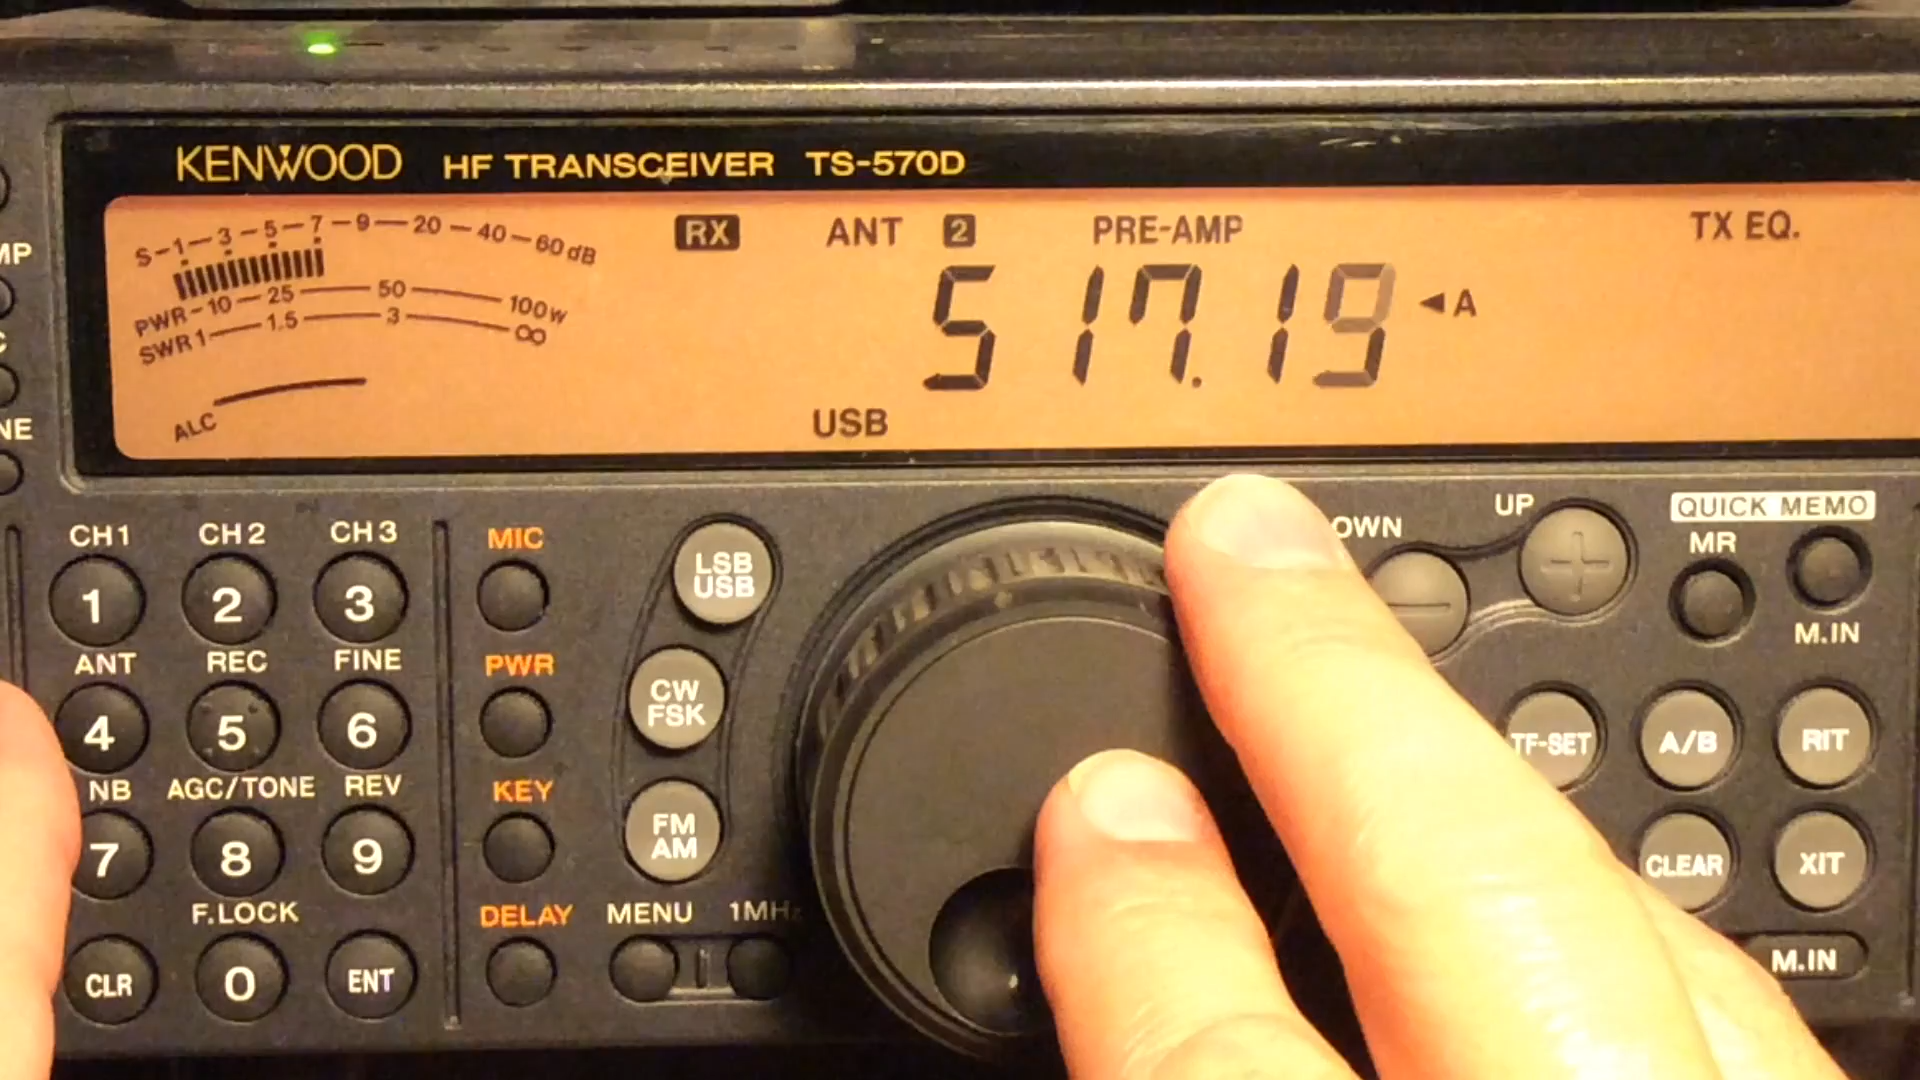 KENWOOD HF TRANSCEIVER TS-570D
S-1-3-5-7-9-20-40-60dB
RX ANT 2 PRE-AMP TX EQ.
PWR-10-25-50-100W
SWR1-1.5-3-∞
517.19 ◄A
ALC
USB
MP
NE
CH1 CH2 CH3
1 2 3
ANT REC FINE
4 5 6
NB AGC/TONE REV
7 8 9
F.LOCK
CLR 0 ENT
MIC
PWR
KEY
DELAY
LSB
USB
CW
FSK
FM
AM
MENU 1MHz
OWN UP
- +
QUICK MEMO
MR
M.IN
TF-SET A/B RIT
CLEAR XIT
M.IN